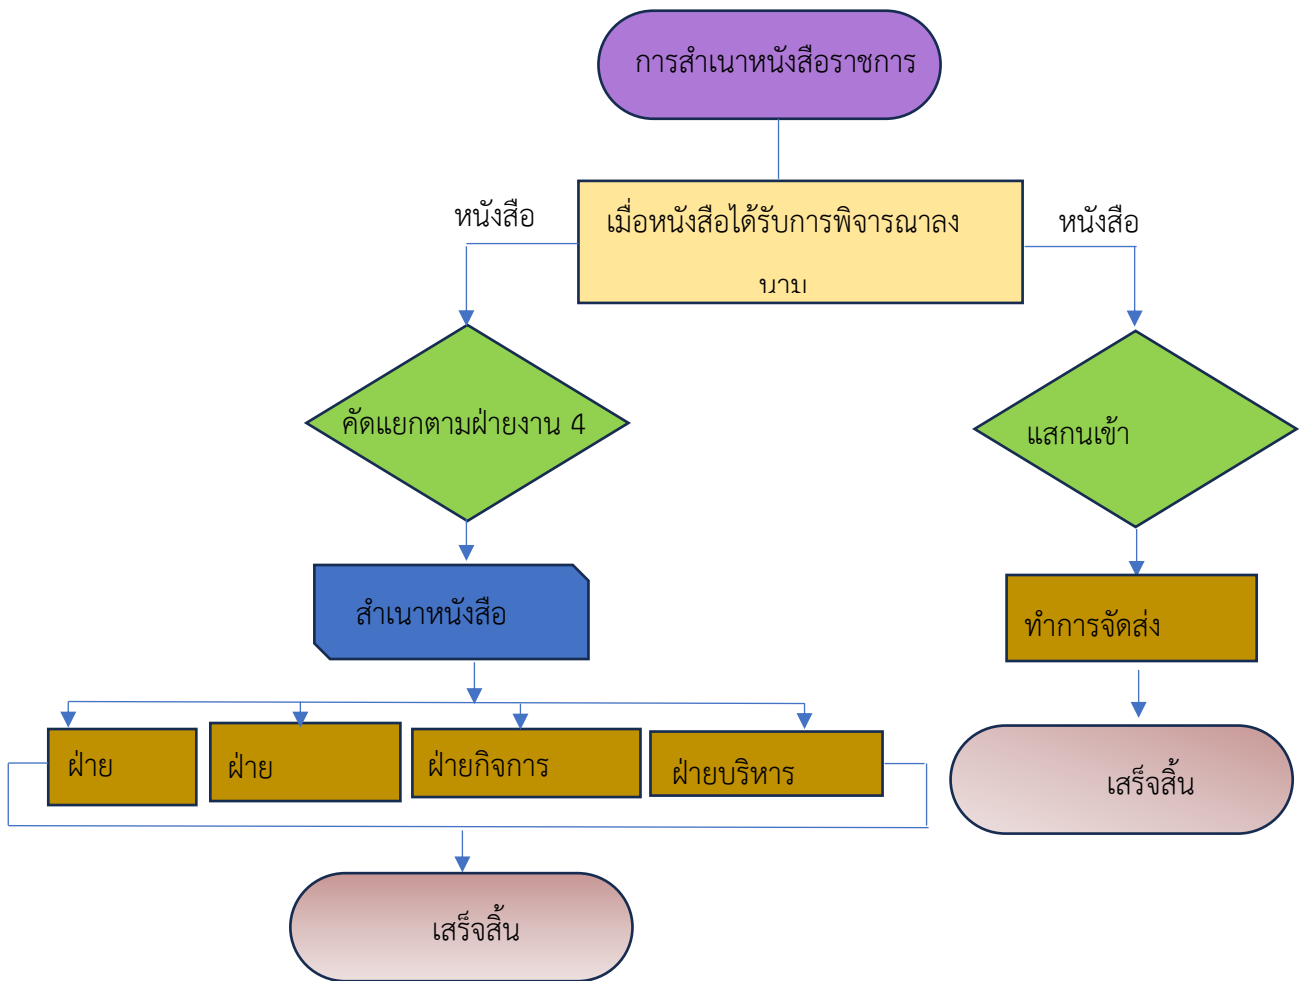 การสำเนาหนังสือราชการ
หนังสือ
เมื่อหนังสือได้รับการพิจารณาลง
นาม
หนังสือ
คัดแยกตามฝ่ายงาน 4
แสกนเข้า
สำเนาหนังสือ
ทำการจัดส่ง
ฝ่าย
ฝ่าย
ฝ่ายกิจการ
ฝ่ายบริหาร
เสร็จสิ้น
เสร็จสิ้น